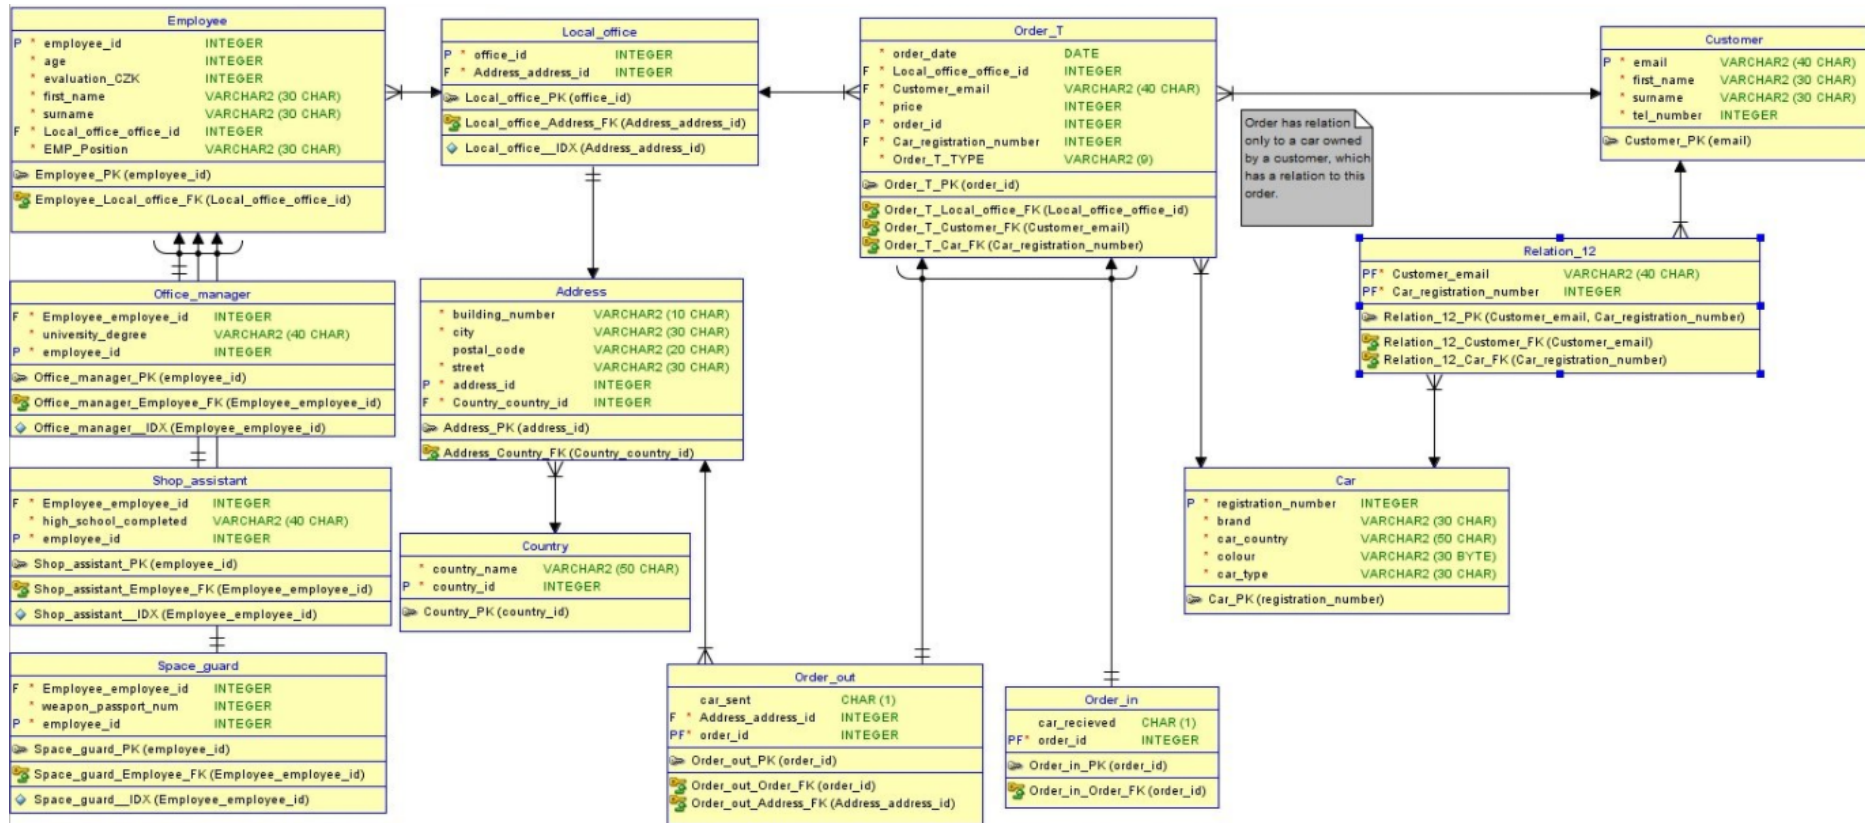 Employee
P * employee_id INTEGER
* age INTEGER
* evaluation_CZK INTEGER
* first_name VARCHAR2 (30 CHAR)
* surname VARCHAR2 (30 CHAR)
F * Local_office_office_id INTEGER
* EMP_Position VARCHAR2 (30 CHAR)
Employee_PK (employee_id)
Employee_Local_office_FK (Local_office_office_id)
Local_office
P * office_id INTEGER
F * Address_address_id INTEGER
Local_office_PK (office_id)
Local_office_Address_FK (Address_address_id)
Local_office__IDX (Address_address_id)
Order_T
* order_date DATE
F * Local_office_office_id INTEGER
F * Customer_email VARCHAR2 (40 CHAR)
* price INTEGER
P * order_id INTEGER
F * Car_registration_number INTEGER
* Order_T_TYPE VARCHAR2 (9)
Order_T_PK (order_id)
Order_T_Local_office_FK (Local_office_office_id)
Order_T_Customer_FK (Customer_email)
Order_T_Car_FK (Car_registration_number)
Order has relation
only to a car owned
by a customer, which
has a relation to this
order.
Customer
P * email VARCHAR2 (40 CHAR)
* first_name VARCHAR2 (30 CHAR)
* surname VARCHAR2 (30 CHAR)
* tel_number INTEGER
Customer_PK (email)
Relation_12
PF* Customer_email VARCHAR2 (40 CHAR)
PF* Car_registration_number INTEGER
Relation_12_PK (Customer_email, Car_registration_number)
Relation_12_Customer_FK (Customer_email)
Relation_12_Car_FK (Car_registration_number)
Office_manager
F * Employee_employee_id INTEGER
* university_degree VARCHAR2 (40 CHAR)
P * employee_id INTEGER
Office_manager_PK (employee_id)
Office_manager_Employee_FK (Employee_employee_id)
Office_manager__IDX (Employee_employee_id)
Address
* building_number VARCHAR2 (10 CHAR)
* city VARCHAR2 (30 CHAR)
postal_code VARCHAR2 (20 CHAR)
* street VARCHAR2 (30 CHAR)
P * address_id INTEGER
F * Country_country_id INTEGER
Address_PK (address_id)
Address_Country_FK (Country_country_id)
Shop_assistant
F * Employee_employee_id INTEGER
* high_school_completed VARCHAR2 (40 CHAR)
P * employee_id INTEGER
Shop_assistant_PK (employee_id)
Shop_assistant_Employee_FK (Employee_employee_id)
Shop_assistant__IDX (Employee_employee_id)
Country
* country_name VARCHAR2 (50 CHAR)
P * country_id INTEGER
Country_PK (country_id)
Car
P * registration_number INTEGER
* brand VARCHAR2 (30 CHAR)
* car_country VARCHAR2 (50 CHAR)
* colour VARCHAR2 (30 BYTE)
* car_type VARCHAR2 (30 CHAR)
Car_PK (registration_number)
Space_guard
F * Employee_employee_id INTEGER
* weapon_passport_num INTEGER
P * employee_id INTEGER
Space_guard_PK (employee_id)
Space_guard_Employee_FK (Employee_employee_id)
Space_guard__IDX (Employee_employee_id)
Order_out
car_sent CHAR (1)
F * Address_address_id INTEGER
PF* order_id INTEGER
Order_out_PK (order_id)
Order_out_Order_FK (order_id)
Order_out_Address_FK (Address_address_id)
Order_in
car_recieved CHAR (1)
PF* order_id INTEGER
Order_in_PK (order_id)
Order_in_Order_FK (order_id)